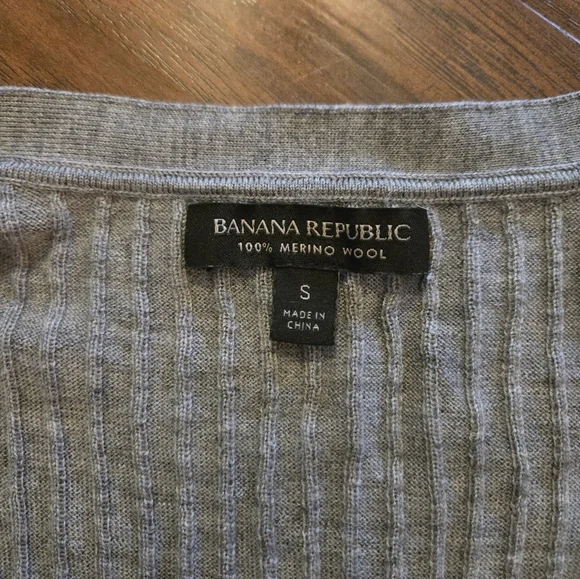 BANANA REPUBLIC
100% MERINO WOOL
S
MADE IN
CHINA